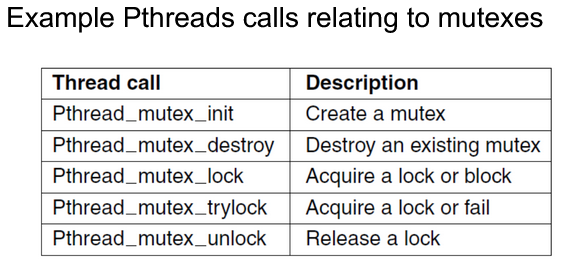 Example Pthreads calls relating to mutexes
Thread call Description
Pthread_mutex_init Create a mutex
Pthread_mutex_destroy Destroy an existing mutex
Pthread_mutex_lock Acquire a lock or block
Pthread_mutex_trylock Acquire a lock or fail
Pthread_mutex_unlock Release a lock